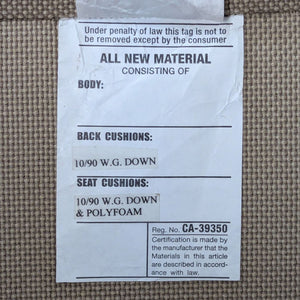 Under penalty of law this tag is not to
be removed except by the consumer
ALL NEW MATERIAL
CONSISTING OF
BODY:
BACK CUSHIONS:
10/90 W.G. DOWN
SEAT CUSHIONS:
10/90 W.G. DOWN
& POLYFOAM
Reg. No. CA-39350
Certification is made by
the manufacturer that the
Materials in this article
are described in accord-
ance with law.